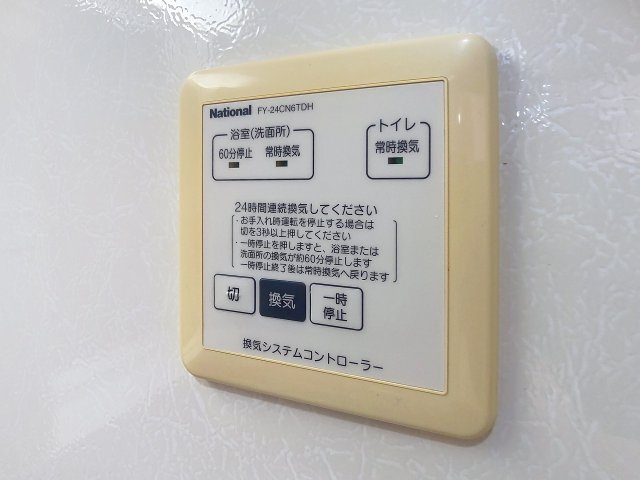 National FY-24CN6TDH
浴室(洗面所)
60分停止 常時換気
トイレ
常時換気
24時間連続換気してください
・お手入れ時運転を停止する場合は
切を3秒以上押してください
・一時停止を押しますと、浴室または
洗面所の換気が約60分停止します
一時停止終了後は常時換気へ戻ります
切
換気
一時
停止
換気システムコントローラー